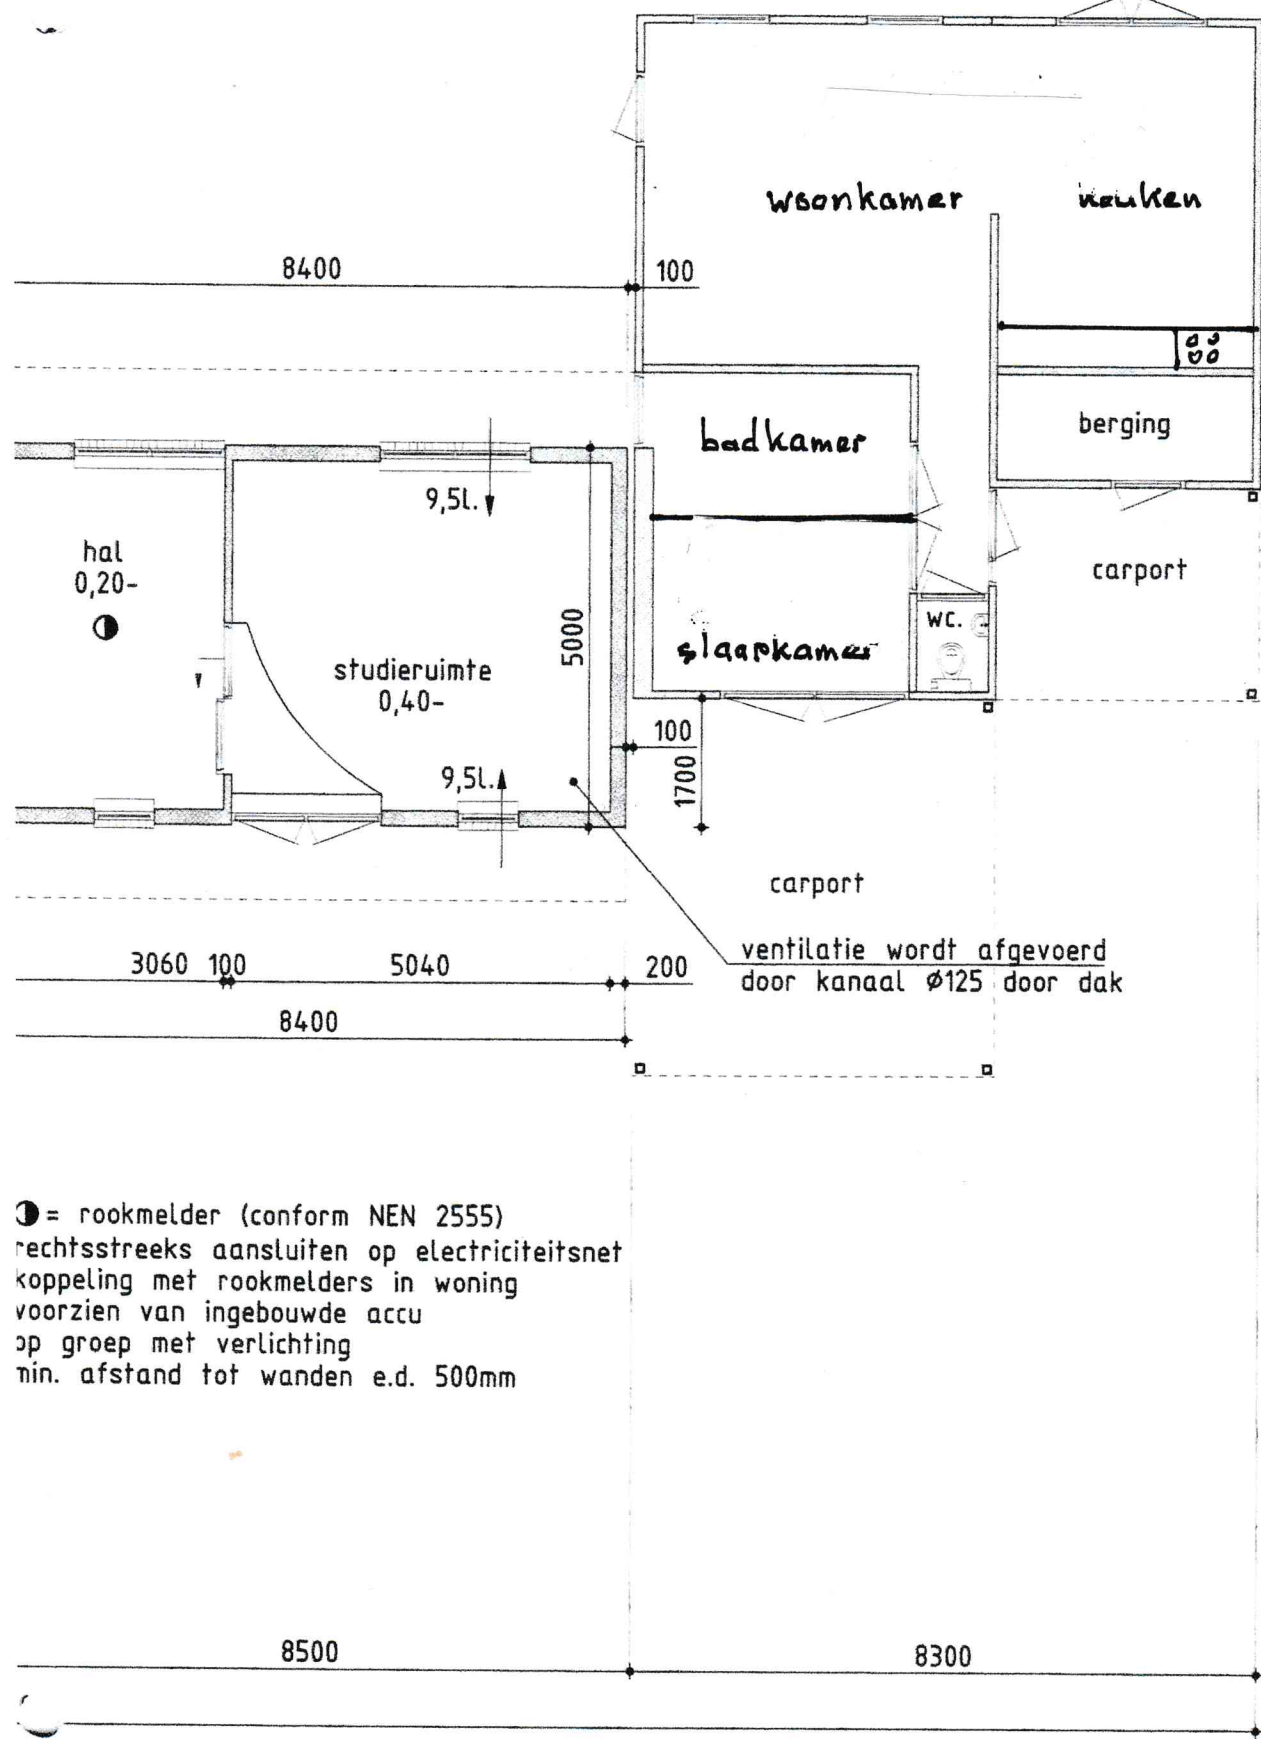 woonkamer
keuken
8400
100
badkamer
berging
9,5l.
hal
0,20-
carport
5000
WC.
studieruimte
0,40-
slaapkamer
100
1700
9,5l.
carport
ventilatie wordt afgevoerd
door kanaal Ø125 door dak
3060 100 5040 200
8400
= rookmelder (conform NEN 2555)
rechtsstreeks aansluiten op electriciteitsnet
koppeling met rookmelders in woning
voorzien van ingebouwde accu
op groep met verlichting
min. afstand tot wanden e.d. 500mm
8500
8300